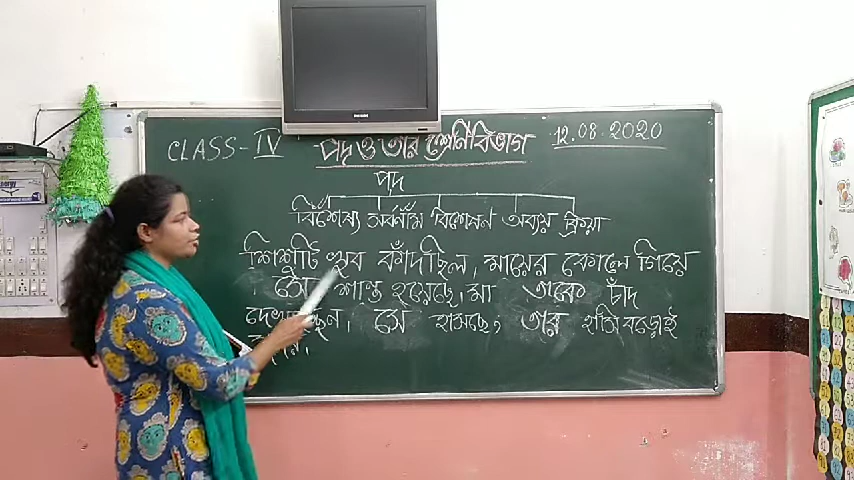 CLASS-IV
পদ ও তার শ্রেণিবিভাগ
12.08.2020
পদ
বিশেষ্য সর্বনাম বিশেষণ অব্যয় ক্রিয়া
শিশুটি খুব কাঁদছিল, মায়ের কোলে গিয়ে
সে শান্ত হয়েছে, মা তাকে চাঁদ
সে হাসছে, তার হাসি বড়োই